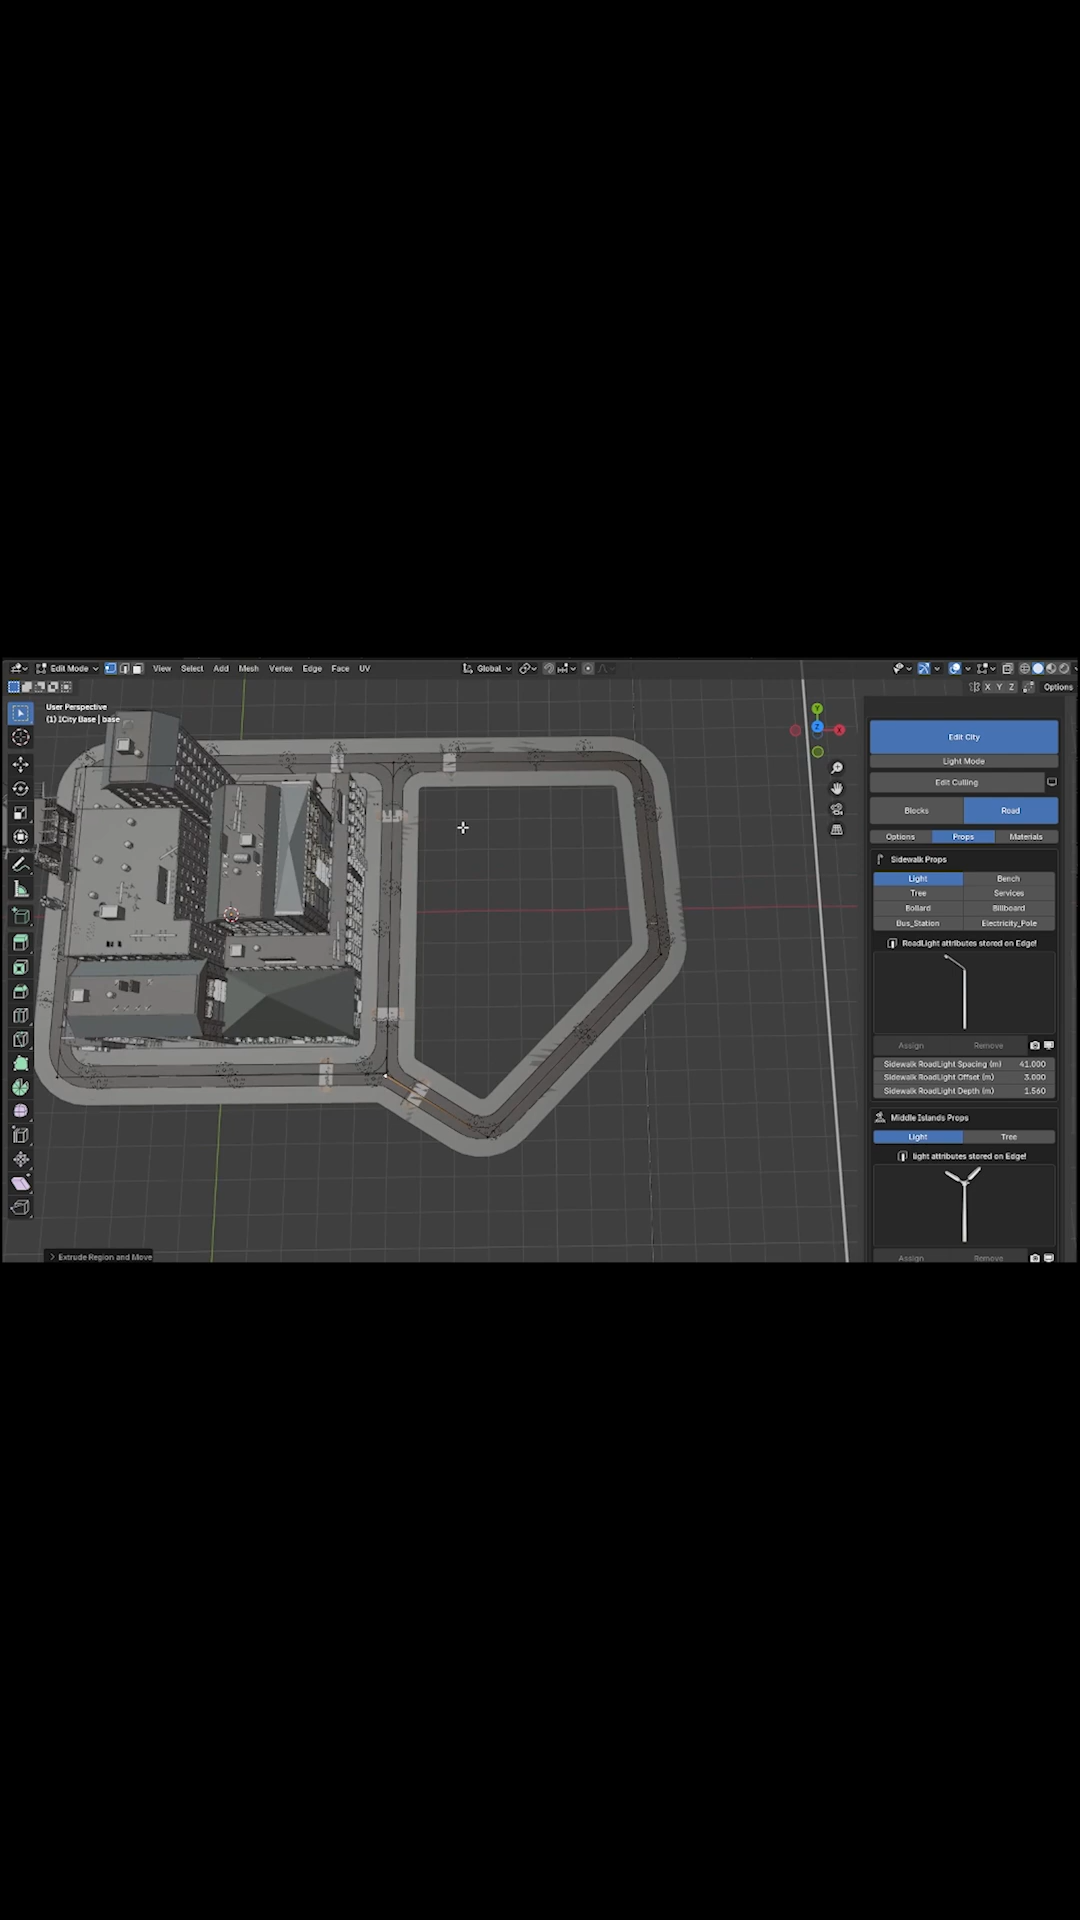 Edit Mode View Select Add Mesh Vertex Edge Face UV Global
X Y Z Options
User Perspective
(1) ICity Base | base
Y
X
Z
Edit City
Light Mode
Edit Culling
Blocks Road
Options Props Materials
Sidewalk Props
Light Bench
Tree Services
Bollard Billboard
Bus_Station Electricity_Pole
RoadLight attributes stored on Edge!
Assign Remove
Sidewalk RoadLight Spacing (m) 41.000
Sidewalk RoadLight Offset (m) 3.000
Sidewalk RoadLight Depth (m) 1.560
Middle Islands Props
Light Tree
light attributes stored on Edge!
Extrude Region and Move
Assign Remove